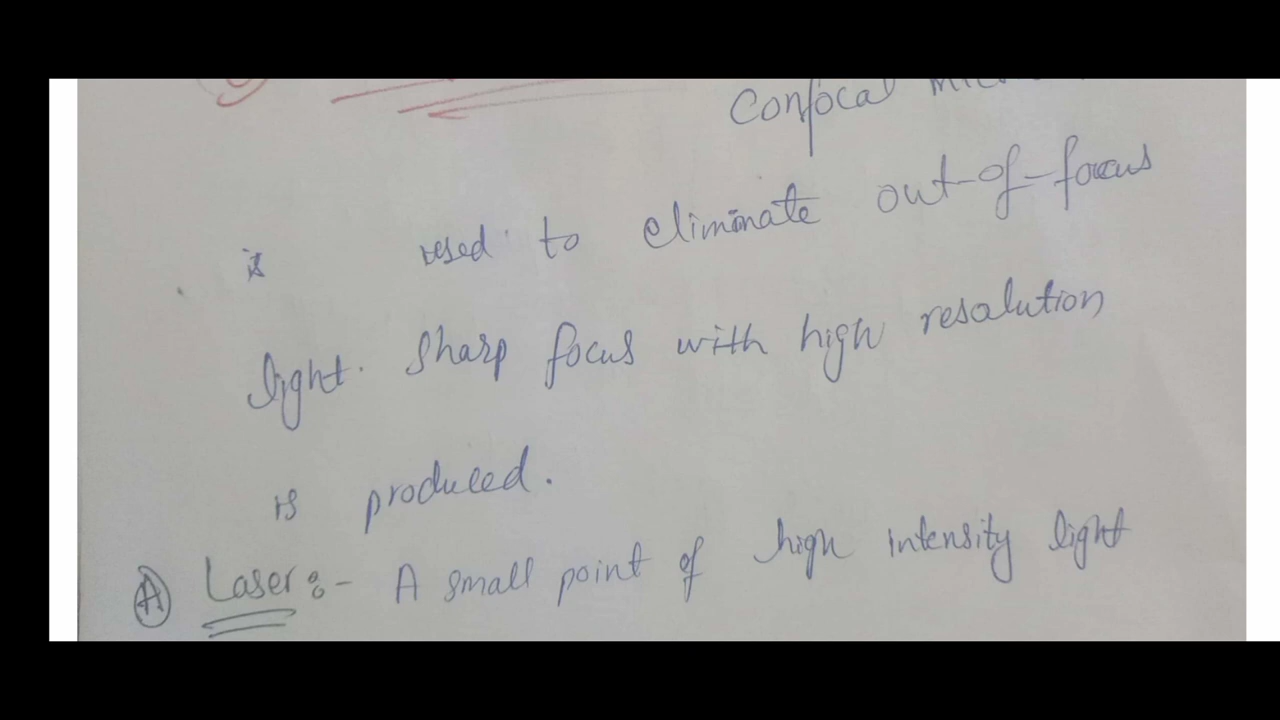 Confocal
is used to eliminate out-of-focus
light. Sharp focus with high resolution
is produced.
A Laser:- A small point of high intensity light